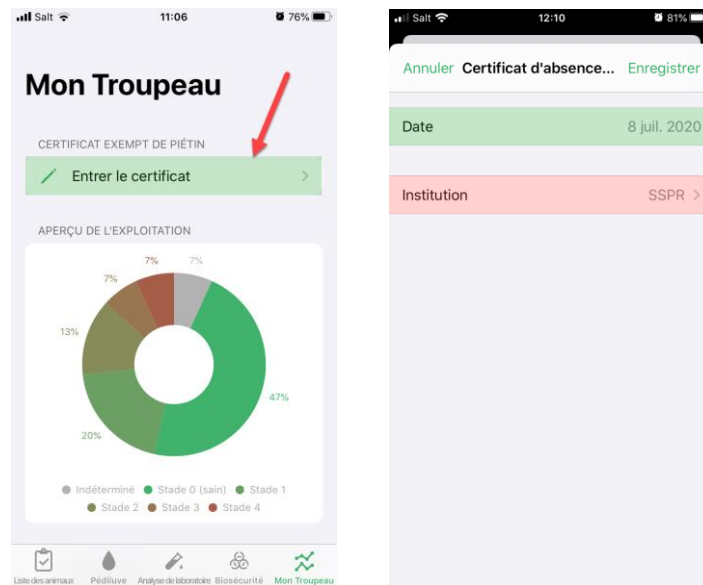 Salt 11:06 76%
Mon Troupeau
CERTIFICAT EXEMPT DE PIÉTIN
Entrer le certificat
APERÇU DE L'EXPLOITATION
7% 7%
7%
13%
47%
20%
Indéterminé Stade 0 (sain) Stade 1
Stade 2 Stade 3 Stade 4
Liste des animaux Pédiluve Analyse de laboratoire Biosécurité Mon Troupeau
Salt 12:10 81%
Annuler Certificat d'absence... Enregistrer
Date 8 juil. 2020
Institution SSPR